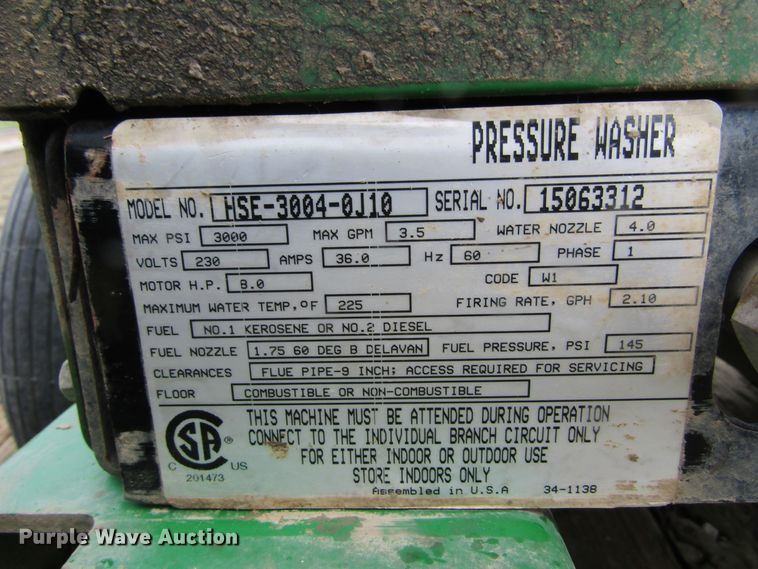 PRESSURE WASHER
MODEL NO. HSE-3004-0J10 SERIAL NO. 15063312
MAX PSI 3000 MAX GPM 3.5 WATER NOZZLE 4.0
VOLTS 230 AMPS 36.0 Hz 60 PHASE 1
MOTOR H.P. 8.0 CODE W1
MAXIMUM WATER TEMP,°F 225 FIRING RATE, GPH 2.10
FUEL NO.1 KEROSENE OR NO.2 DIESEL
FUEL NOZZLE 1.75 60 DEG B DELAVAN FUEL PRESSURE, PSI 145
CLEARANCES FLUE PIPE-9 INCH; ACCESS REQUIRED FOR SERVICING
FLOOR COMBUSTIBLE OR NON-COMBUSTIBLE
SA ®
C US
201473
THIS MACHINE MUST BE ATTENDED DURING OPERATION
CONNECT TO THE INDIVIDUAL BRANCH CIRCUIT ONLY
FOR EITHER INDOOR OR OUTDOOR USE
STORE INDOORS ONLY
Assembled in U.S.A 34-1138
Purple Wave Auction®